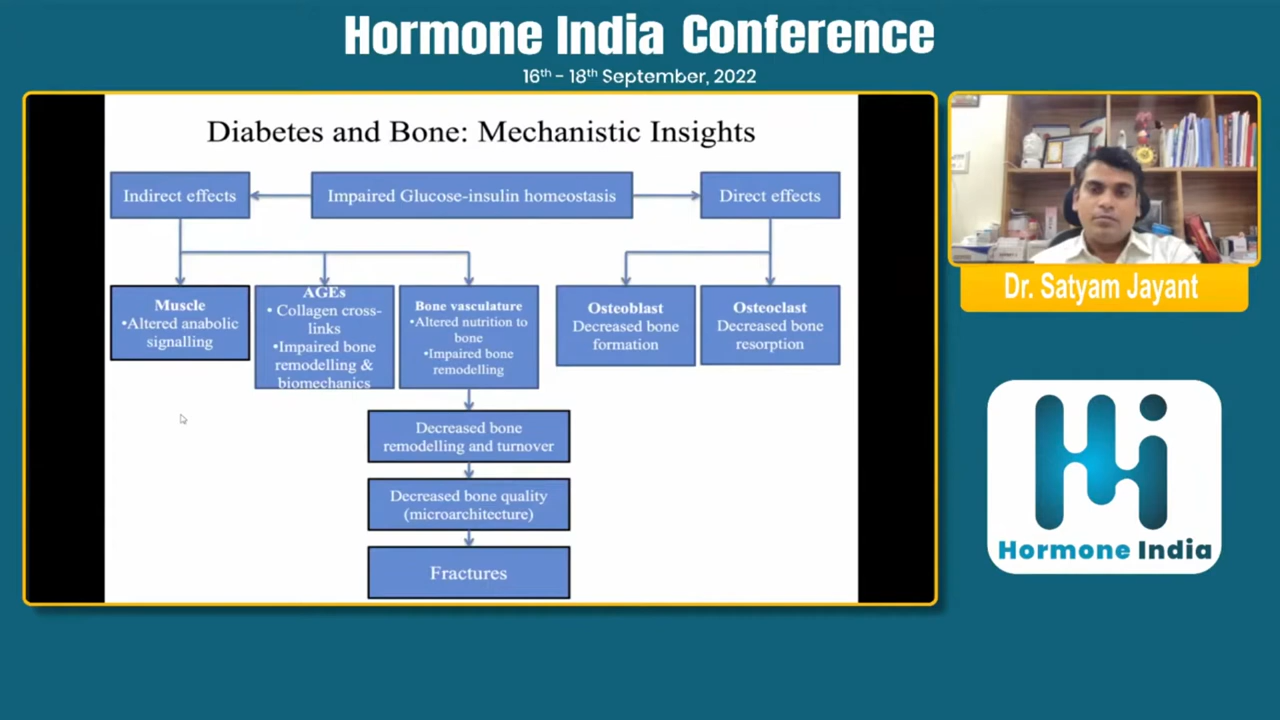 Hormone India Conference
16th - 18th September, 2022
Diabetes and Bone: Mechanistic Insights
Indirect effects
Impaired Glucose-insulin homeostasis
Direct effects
Muscle
•Altered anabolic
signalling
AGEs
• Collagen cross-
links
•Impaired bone
remodelling &
biomechanics
Bone vasculature
•Altered nutrition to
bone
•Impaired bone
remodelling
Osteoblast
Decreased bone
formation
Osteoclast
Decreased bone
resorption
Decreased bone
remodelling and turnover
Decreased bone quality
(microarchitecture)
Fractures
Dr. Satyam Jayant
Hi
Hormone India